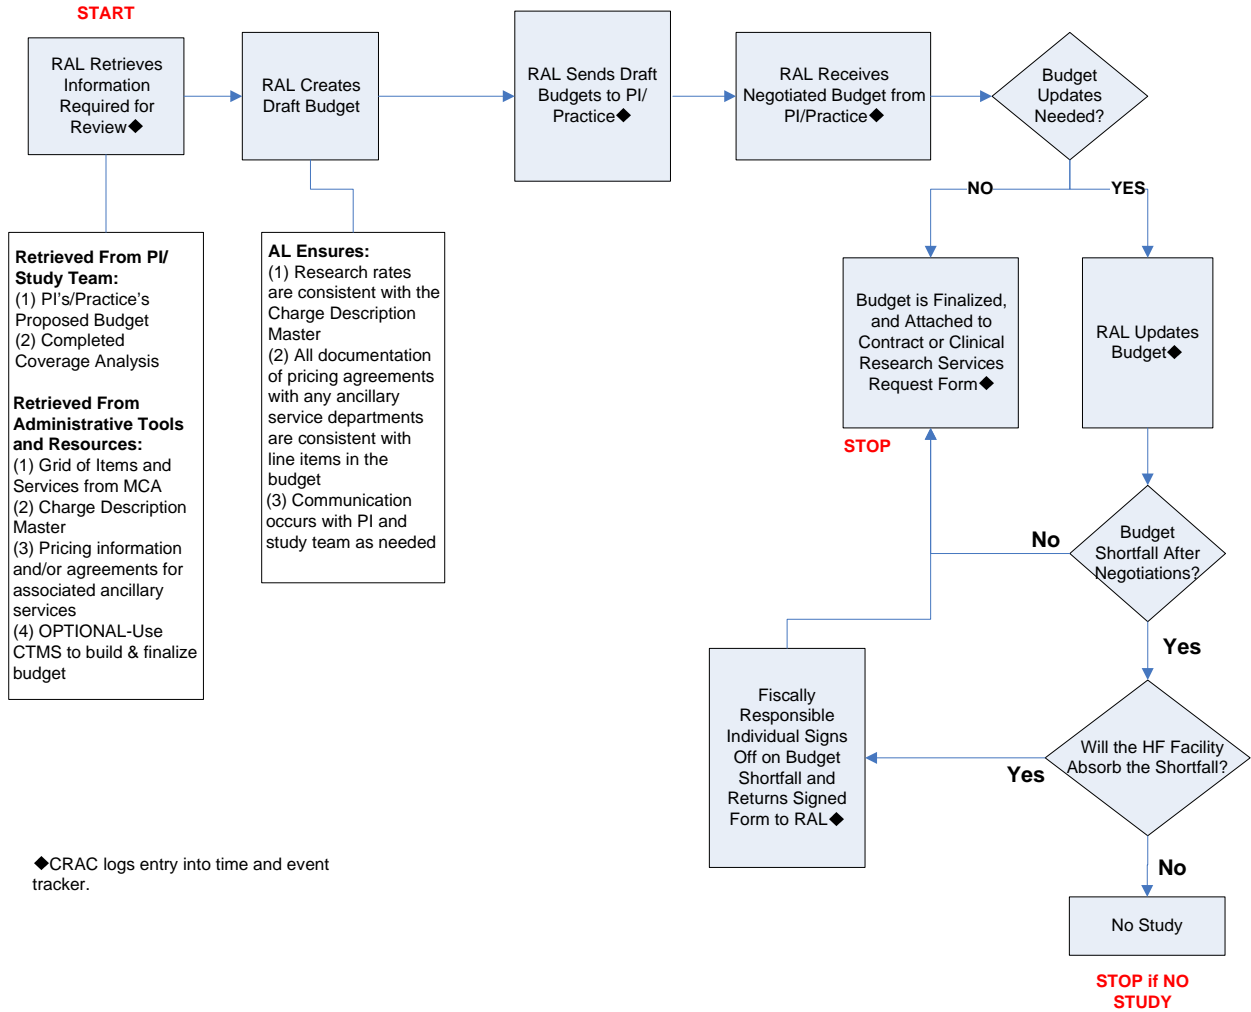 START
RAL Retrieves
Information
Required for
Review◆
RAL Creates
Draft Budget
RAL Sends Draft
Budgets to PI/
Practice◆
RAL Receives
Negotiated Budget from
PI/Practice◆
Budget
Updates
Needed?
NO
YES
Retrieved From PI/
Study Team:
(1) PI's/Practice's
Proposed Budget
(2) Completed
Coverage Analysis
Retrieved From
Administrative Tools
and Resources:
(1) Grid of Items and
Services from MCA
(2) Charge Description
Master
(3) Pricing information
and/or agreements for
associated ancillary
services
(4) OPTIONAL-Use
CTMS to build & finalize
budget
AL Ensures:
(1) Research rates
are consistent with the
Charge Description
Master
(2) All documentation
of pricing agreements
with any ancillary
service departments
are consistent with
line items in the
budget
(3) Communication
occurs with PI and
study team as needed
Budget is Finalized,
and Attached to
Contract or Clinical
Research Services
Request Form◆
STOP
RAL Updates
Budget◆
Budget
Shortfall After
Negotiations?
No
Yes
Will the HF Facility
Absorb the Shortfall?
Yes
No
Fiscally
Responsible
Individual Signs
Off on Budget
Shortfall and
Returns Signed
Form to RAL◆
No Study
STOP if NO
STUDY
◆CRAC logs entry into time and event
tracker.